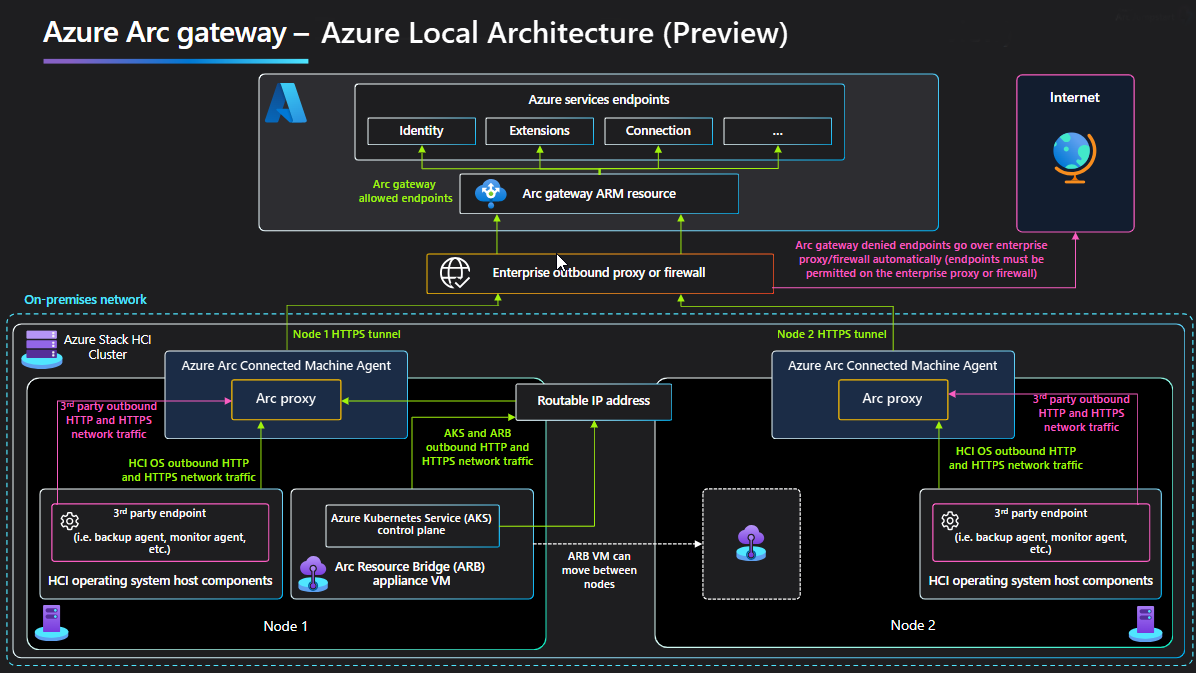 Azure Arc gateway – Azure Local Architecture (Preview)
Azure services endpoints
Identity
Extensions
Connection
...
Internet
Arc gateway
allowed endpoints
Arc gateway ARM resource
Enterprise outbound proxy or firewall
Arc gateway denied endpoints go over enterprise
proxy/firewall automatically (endpoints must be
permitted on the enterprise proxy or firewall)
On-premises network
Azure Stack HCI
Cluster
Node 1 HTTPS tunnel
Node 2 HTTPS tunnel
Azure Arc Connected Machine Agent
Arc proxy
Routable IP address
Azure Arc Connected Machine Agent
Arc proxy
3rd party outbound
HTTP and HTTPS
network traffic
HCI OS outbound HTTP
and HTTPS network traffic
AKS and ARB
outbound HTTP and
HTTPS network traffic
3rd party outbound
HTTP and HTTPS
network traffic
HCI OS outbound HTTP
and HTTPS network traffic
3rd party endpoint
(i.e. backup agent, monitor agent,
etc.)
HCI operating system host components
Azure Kubernetes Service (AKS)
control plane
Arc Resource Bridge (ARB)
appliance VM
ARB VM can
move between
nodes
3rd party endpoint
(i.e. backup agent, monitor agent,
etc.)
HCI operating system host components
Node 1
Node 2